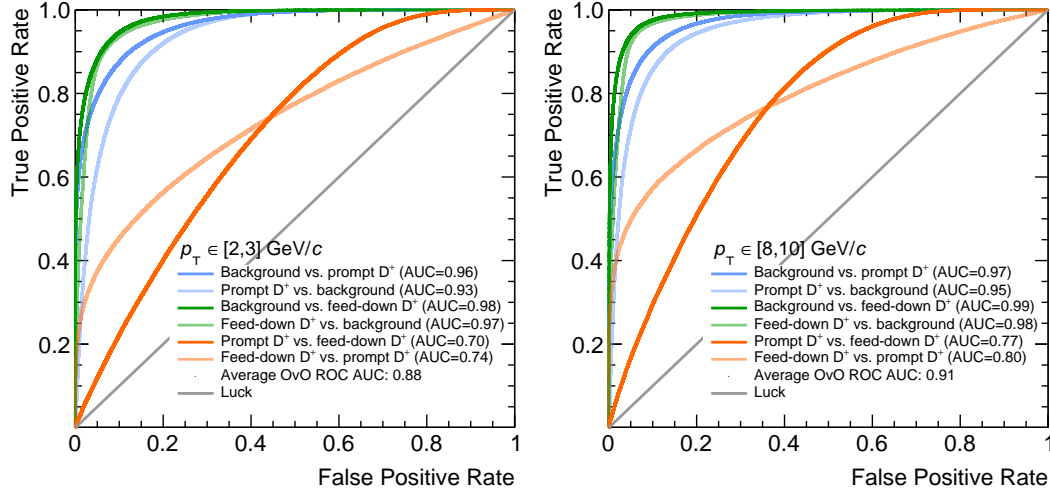 True Positive Rate
1.0
0.8
0.6
0.4
0.2
p_T ∈ [2,3] GeV/c
Background vs. prompt D⁺ (AUC=0.96)
Prompt D⁺ vs. background (AUC=0.93)
Background vs. feed-down D⁺ (AUC=0.98)
Feed-down D⁺ vs. background (AUC=0.97)
Prompt D⁺ vs. feed-down D⁺ (AUC=0.70)
Feed-down D⁺ vs. prompt D⁺ (AUC=0.74)
Average OvO ROC AUC: 0.88
Luck
0 0.2 0.4 0.6 0.8 1
False Positive Rate
True Positive Rate
1.0
0.8
0.6
0.4
0.2
p_T ∈ [8,10] GeV/c
Background vs. prompt D⁺ (AUC=0.97)
Prompt D⁺ vs. background (AUC=0.95)
Background vs. feed-down D⁺ (AUC=0.99)
Feed-down D⁺ vs. background (AUC=0.98)
Prompt D⁺ vs. feed-down D⁺ (AUC=0.77)
Feed-down D⁺ vs. prompt D⁺ (AUC=0.80)
Average OvO ROC AUC: 0.91
Luck
0 0.2 0.4 0.6 0.8 1
False Positive Rate